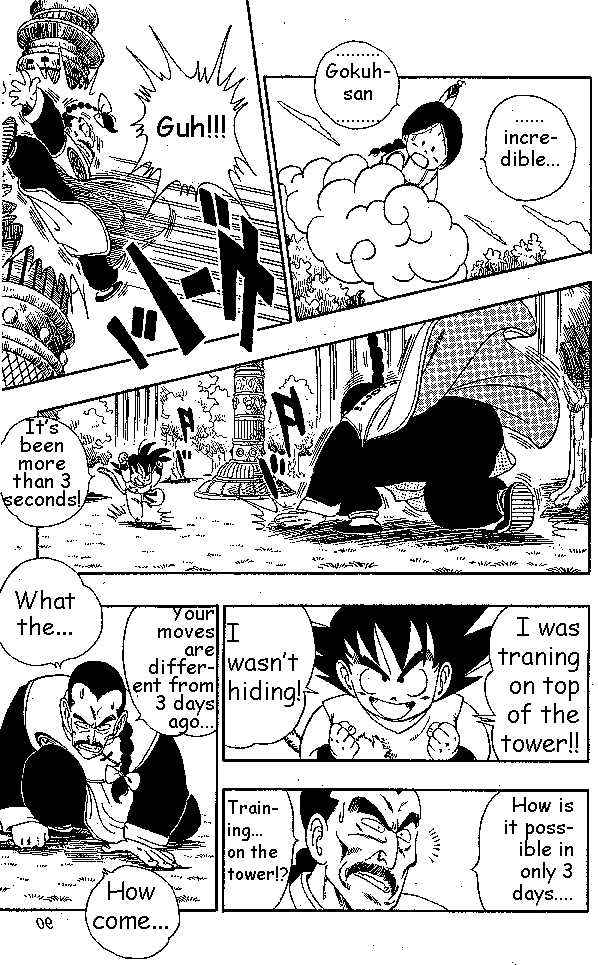 ......
incre-
dible...
.........
Gokuh-
san
.........
Guh!!!
It's
been
more
than 3
seconds!
I was
traning
on top
of the
tower!!
I
wasn't
hiding!
How is
it poss-
ible in
only 3
days....
Train-
ing...
on the
tower!?
Your
moves
are
differ-
ent from
3 days
ago...
What
the...
How
come...
90